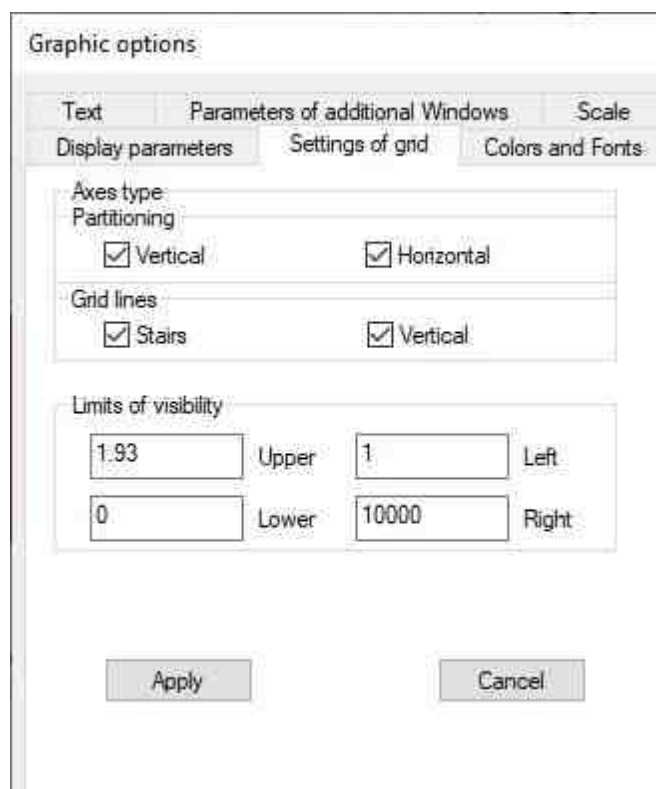 Graphic options
Text Parameters of additional Windows Scale
Display parameters Settings of grid Colors and Fonts
Axes type
Partitioning
Vertical Horizontal
Grid lines
Stairs Vertical
Limits of visibility
1.93 Upper 1 Left
0 Lower 10000 Right
Apply Cancel